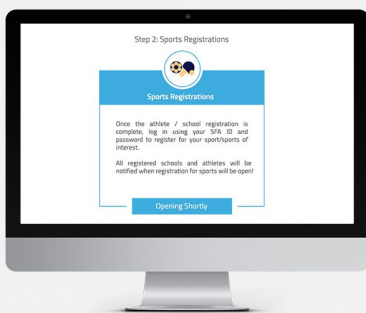 Step 2: Sports Registrations
Sports Registrations
Once the athlete / school registration is
complete, log in using your SFA ID and
password to register for your sport/sports of
interest.
All registered schools and athletes will be
notified when registration for sports will be open!
Opening Shortly